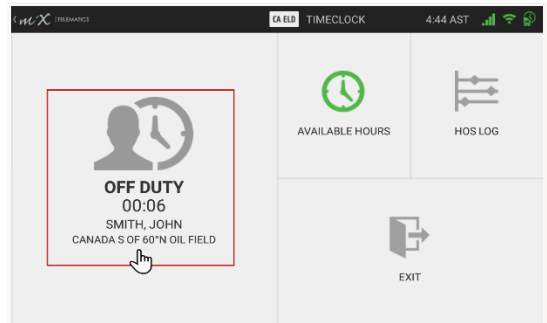 miX TELEMATICS
CA ELD TIMECLOCK
4:44 AST
OFF DUTY
00:06
SMITH, JOHN
CANADA S OF 60°N OIL FIELD
AVAILABLE HOURS
HOS LOG
EXIT